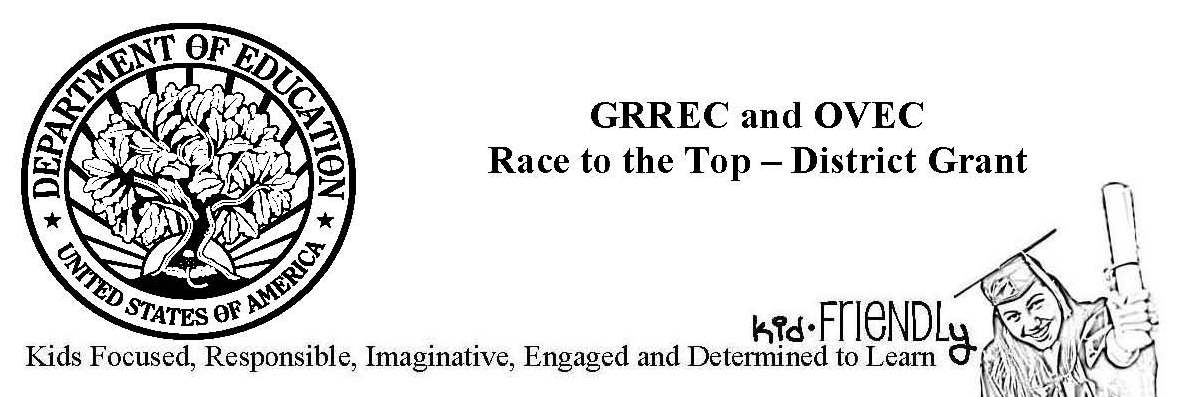 DEPARTMENT OF EDUCATION
★ UNITED STATES OF AMERICA ★
GRREC and OVEC
Race to the Top – District Grant
kid·FRIENDLy
Kids Focused, Responsible, Imaginative, Engaged and Determined to Learn